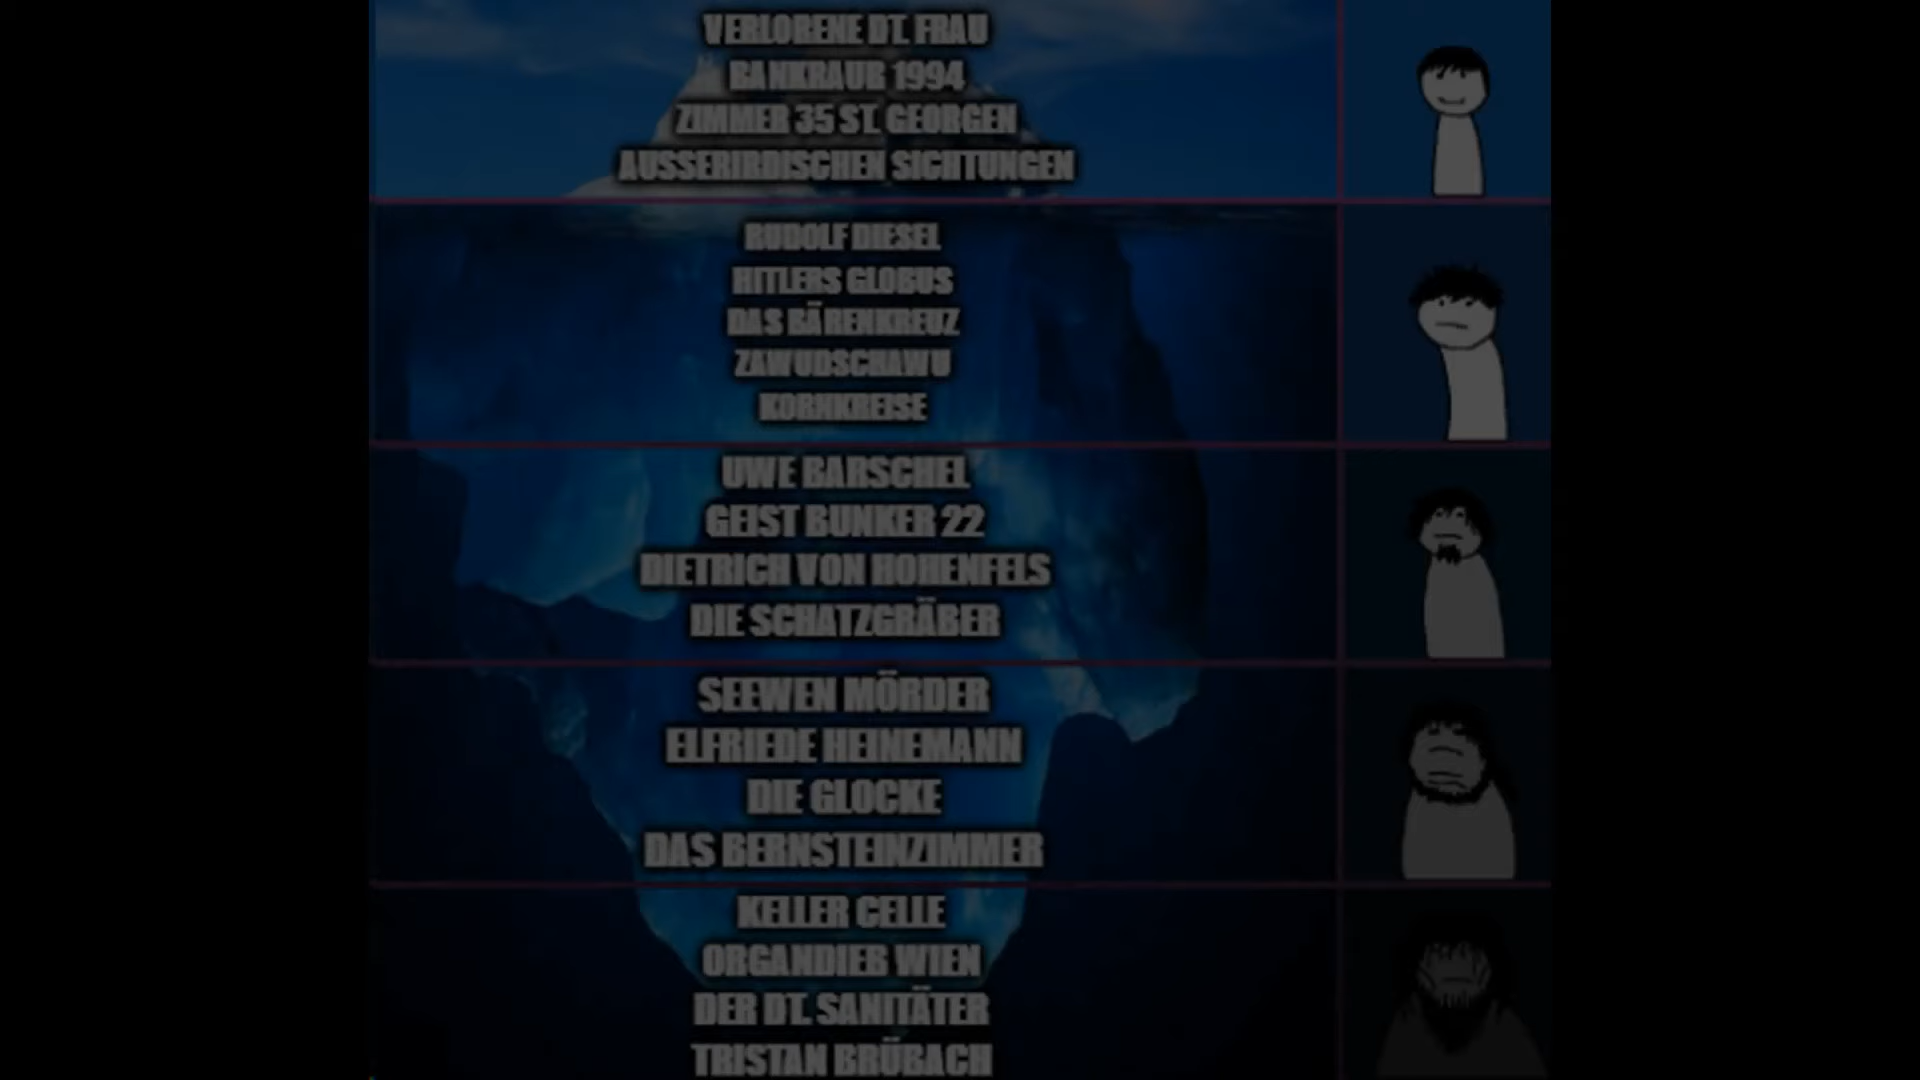 VERLORENE DT. FRAU
BANKRAUB 1994
ZIMMER 35 ST. GEORGEN
AUSSERIRDISCHEN SICHTUNGEN
RUDOLF DIESEL
HITLERS GLOBUS
DAS BÄRENKREUZ
ZAWUDSCHAWU
KORNKREISE
UWE BARSCHEL
GEIST BUNKER 22
DIETRICH VON HOHENFELS
DIE SCHATZGRÄBER
SEEWEN MÖRDER
ELFRIEDE HEINEMANN
DIE GLOCKE
DAS BERNSTEINZIMMER
KELLER CELLE
ORGANDIEB WIEN
DER DT. SANITÄTER
TRISTAN BRÜBACH